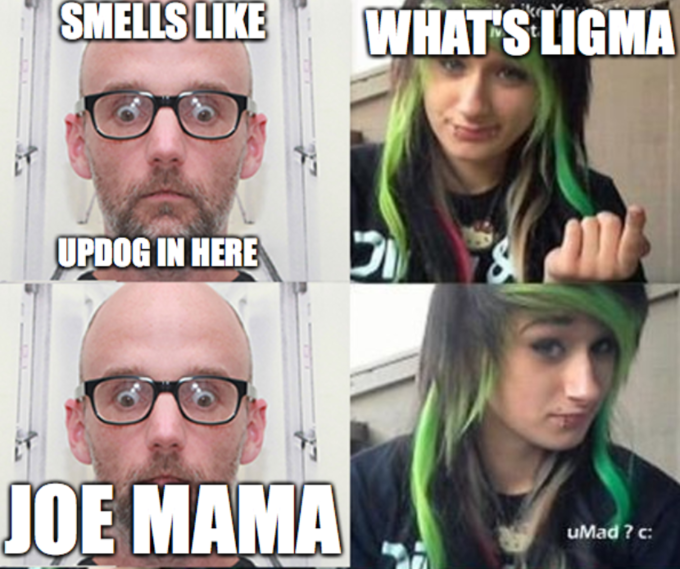 SMELLS LIKE
UPDOG IN HERE
WHAT'S LIGMA
JOE MAMA
uMad ? c: